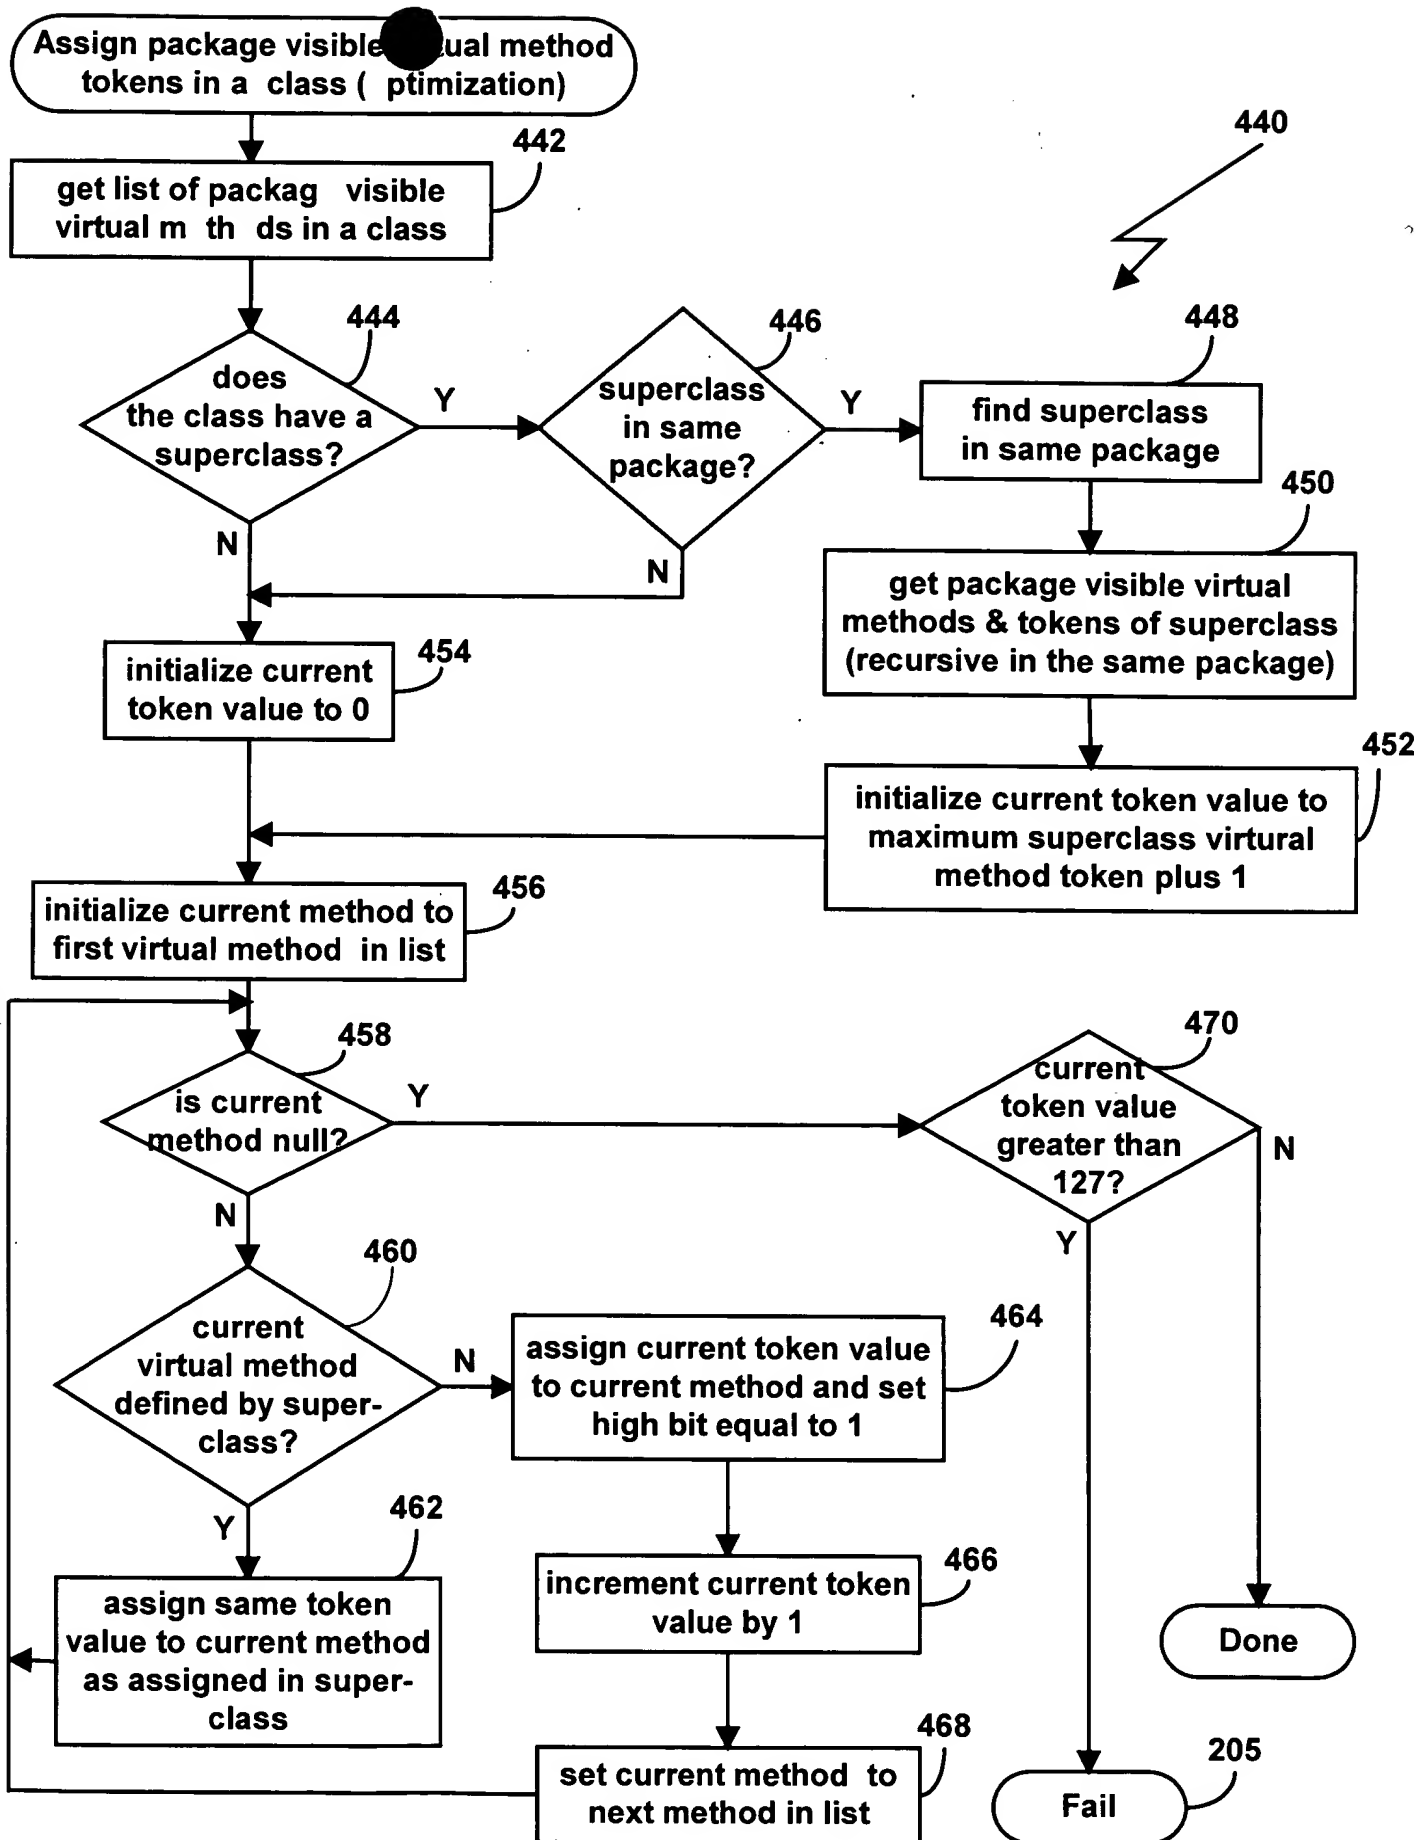 Assign package visible tual method
tokens in a class ( ptimization)
442
440
get list of packag visible
virtual m th ds in a class
444
446
448
does
the class have a
superclass?
Y
superclass
in same
package?
Y
find superclass
in same package
450
N
N
get package visible virtual
methods & tokens of superclass
(recursive in the same package)
454
initialize current
token value to 0
452
initialize current token value to
maximum superclass virtural
method token plus 1
456
initialize current method to
first virtual method in list
458
470
is current
method null?
Y
current
token value
greater than
127?
N
N
Y
460
current
virtual method
defined by super-
class?
N
464
assign current token value
to current method and set
high bit equal to 1
Y
462
466
assign same token
value to current method
as assigned in super-
class
increment current token
value by 1
Done
468
205
set current method to
next method in list
Fail